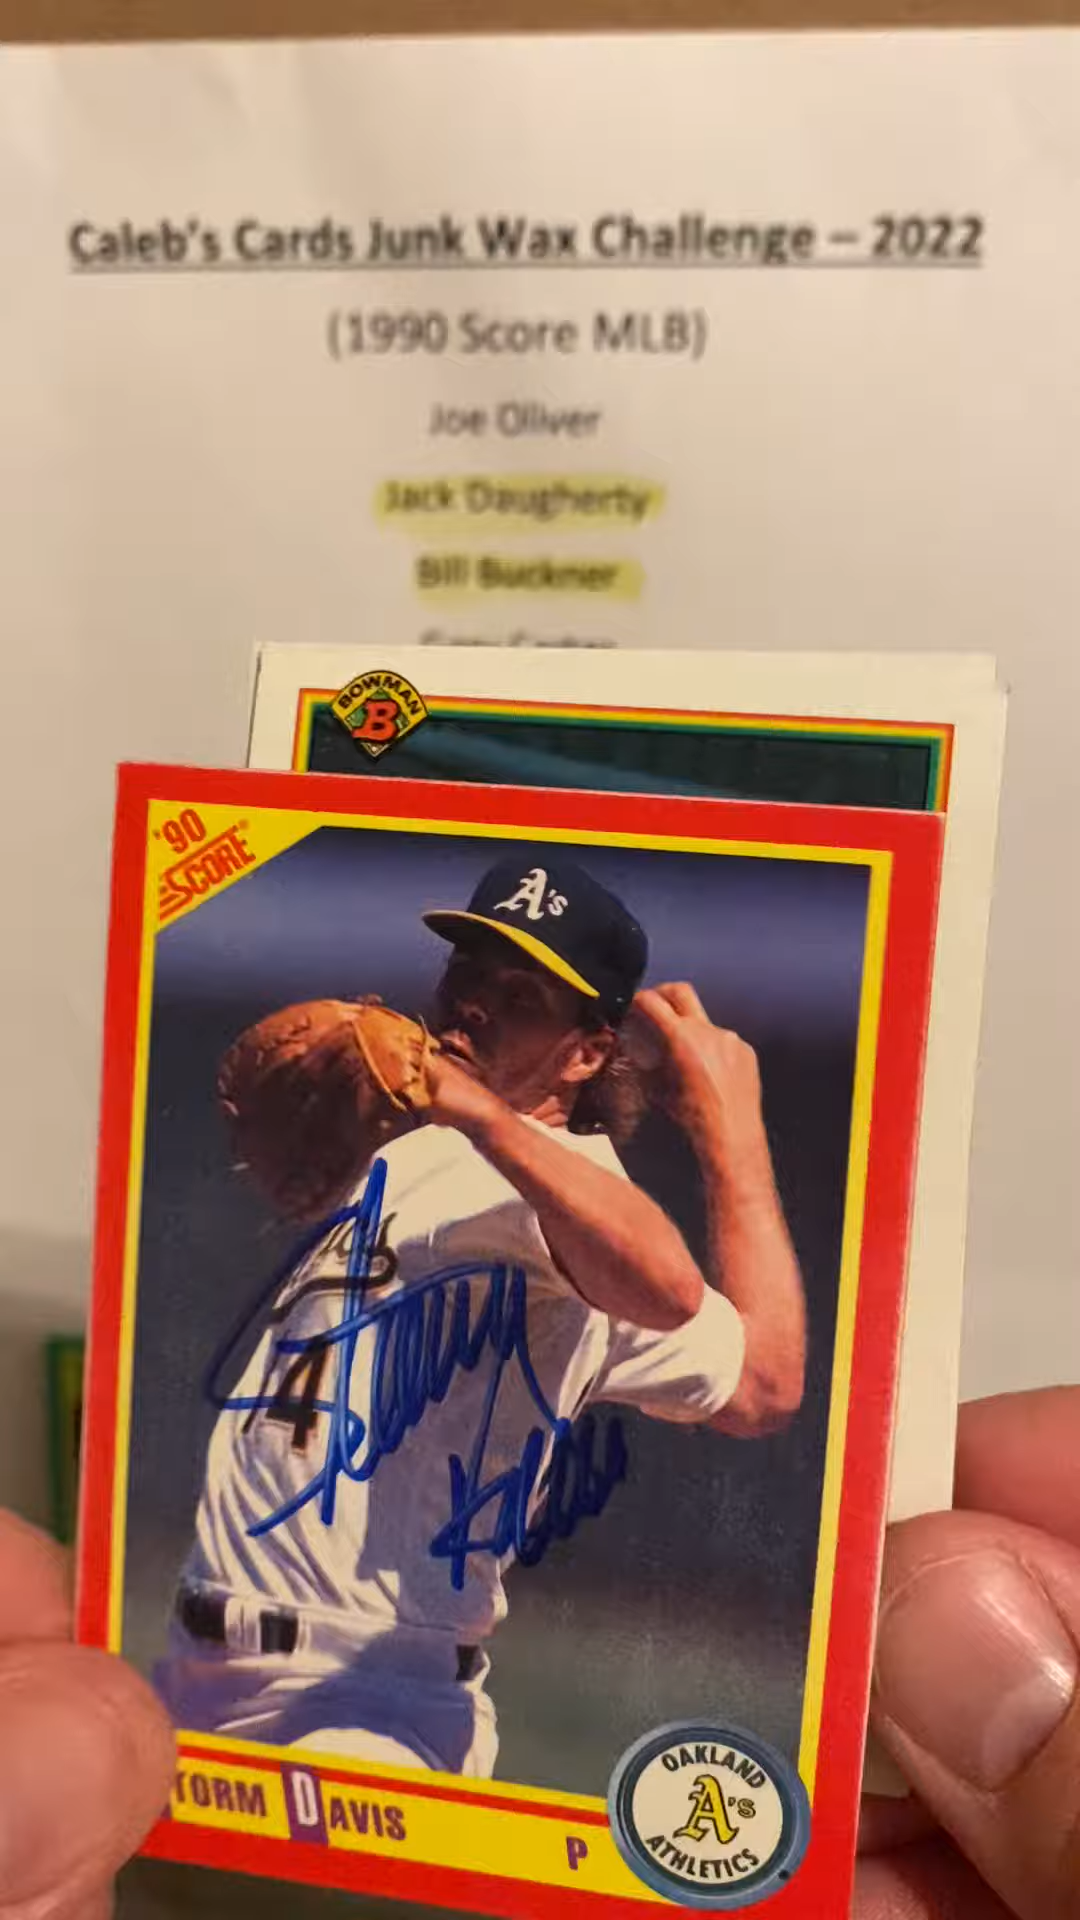 Caleb's Cards Junk Wax Challenge – 2022
(1990 Score MLB)
Joe Oliver
Jack Daugherty
Bill Buckner
BOWMAN
B
'90
SCORE
A's
4
TORM DAVIS
P
OAKLAND
A's
ATHLETICS